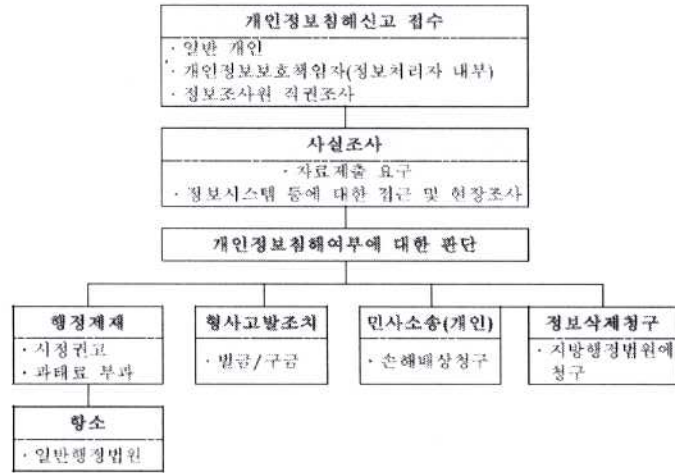 개인정보침해신고 접수
· 일반 개인
· 개인정보보호책임자(정보처리자 내부)
· 정보조사원 직권조사
사실조사
· 자료제출 요구
· 정보시스템 등에 대한 접근 및 현장조사
개인정보침해여부에 대한 판단
행정제재
· 시정권고
· 과태료 부과
형사고발조치
· 벌금/구금
민사소송(개인)
· 손해배상청구
정보삭제청구
· 지방행정법원에
청구
항소
· 일반행정법원